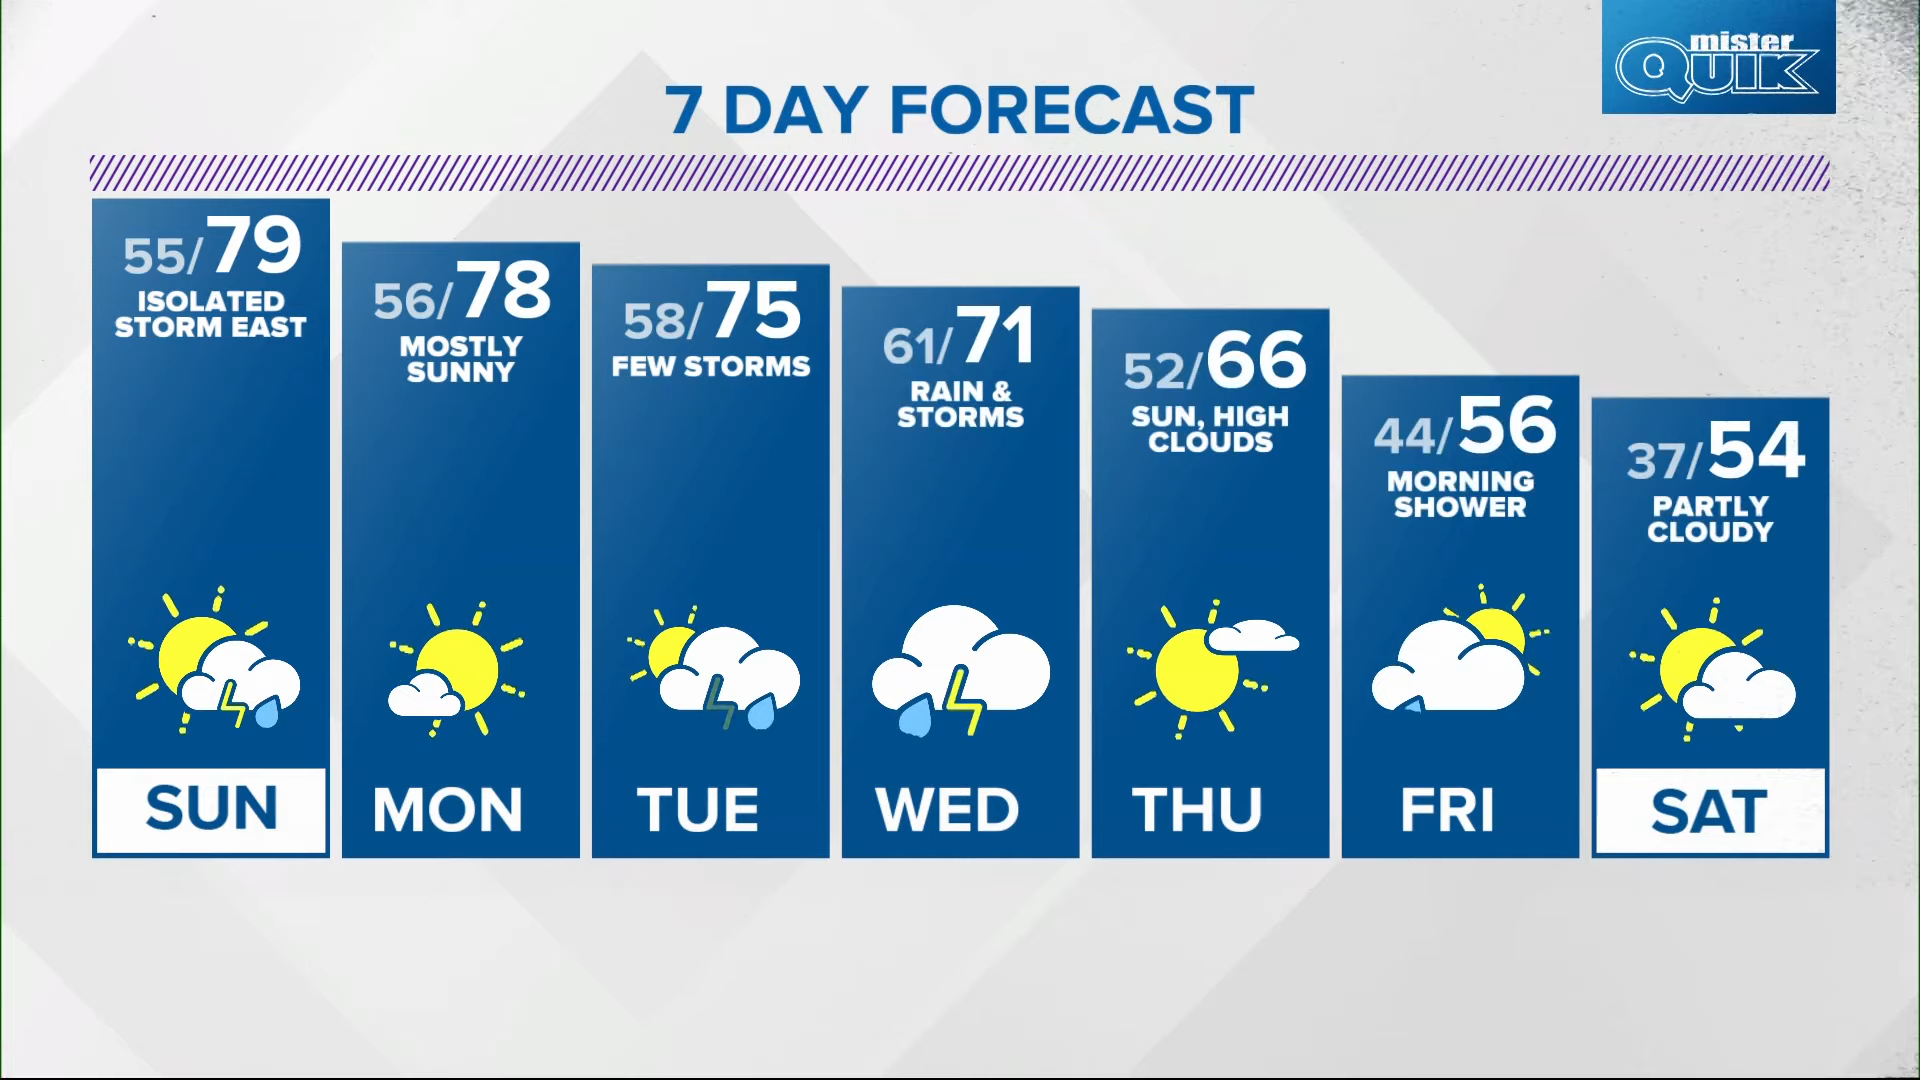 mister
QUIK
7 DAY FORECAST
55/79
ISOLATED
STORM EAST
SUN
56/78
MOSTLY
SUNNY
MON
58/75
FEW STORMS
TUE
61/71
RAIN &
STORMS
WED
52/66
SUN, HIGH
CLOUDS
THU
44/56
MORNING
SHOWER
FRI
37/54
PARTLY
CLOUDY
SAT